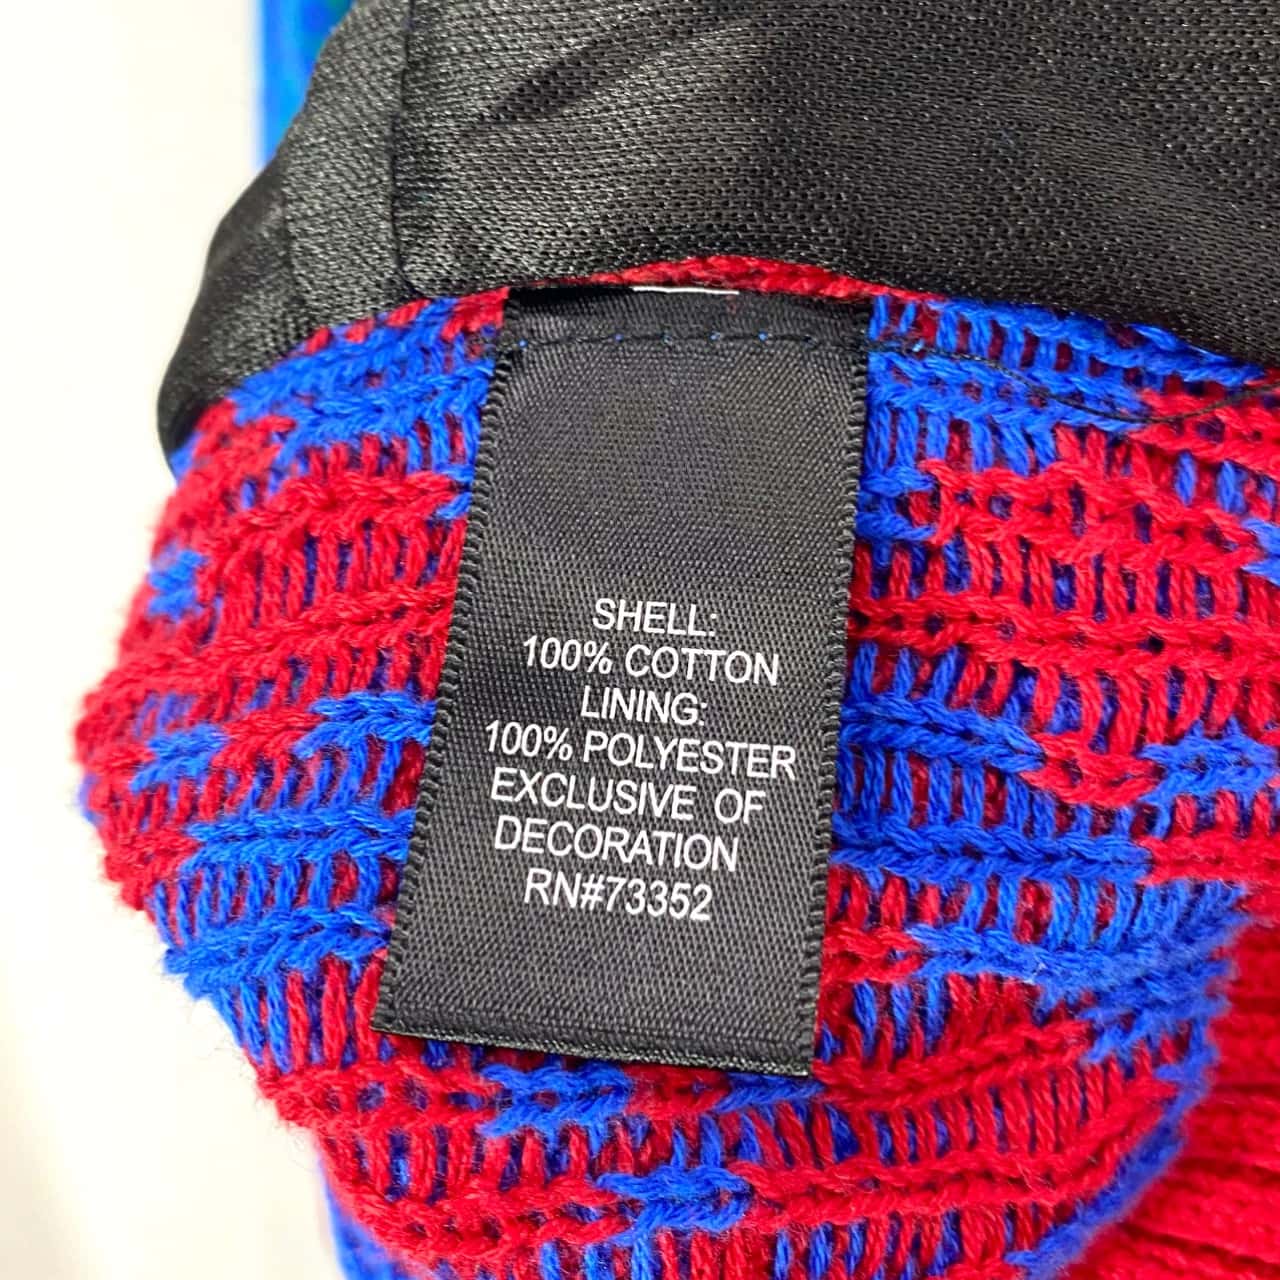 SHELL:
100% COTTON
LINING:
100% POLYESTER
EXCLUSIVE OF
DECORATION
RN#73352